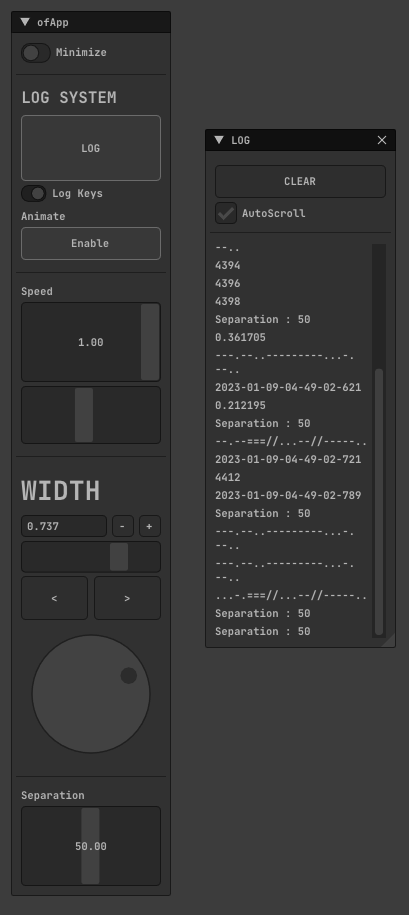 ofApp
Minimize
LOG SYSTEM
LOG
Log Keys
Animate
Enable
Speed
1.00
WIDTH
0.737
- +
< >
Separation
50.00
LOG
CLEAR
AutoScroll
--..
4394
4396
4398
Separation : 50
0.361705
---.--..---------...-.
--..
2023-01-09-04-49-02-621
0.212195
Separation : 50
--.--===//...--//-----..
2023-01-09-04-49-02-721
4412
2023-01-09-04-49-02-789
Separation : 50
---.--..---------...-.
--..
---.--..---------...-.
--..
...-.===//...--//-----..
Separation : 50
Separation : 50